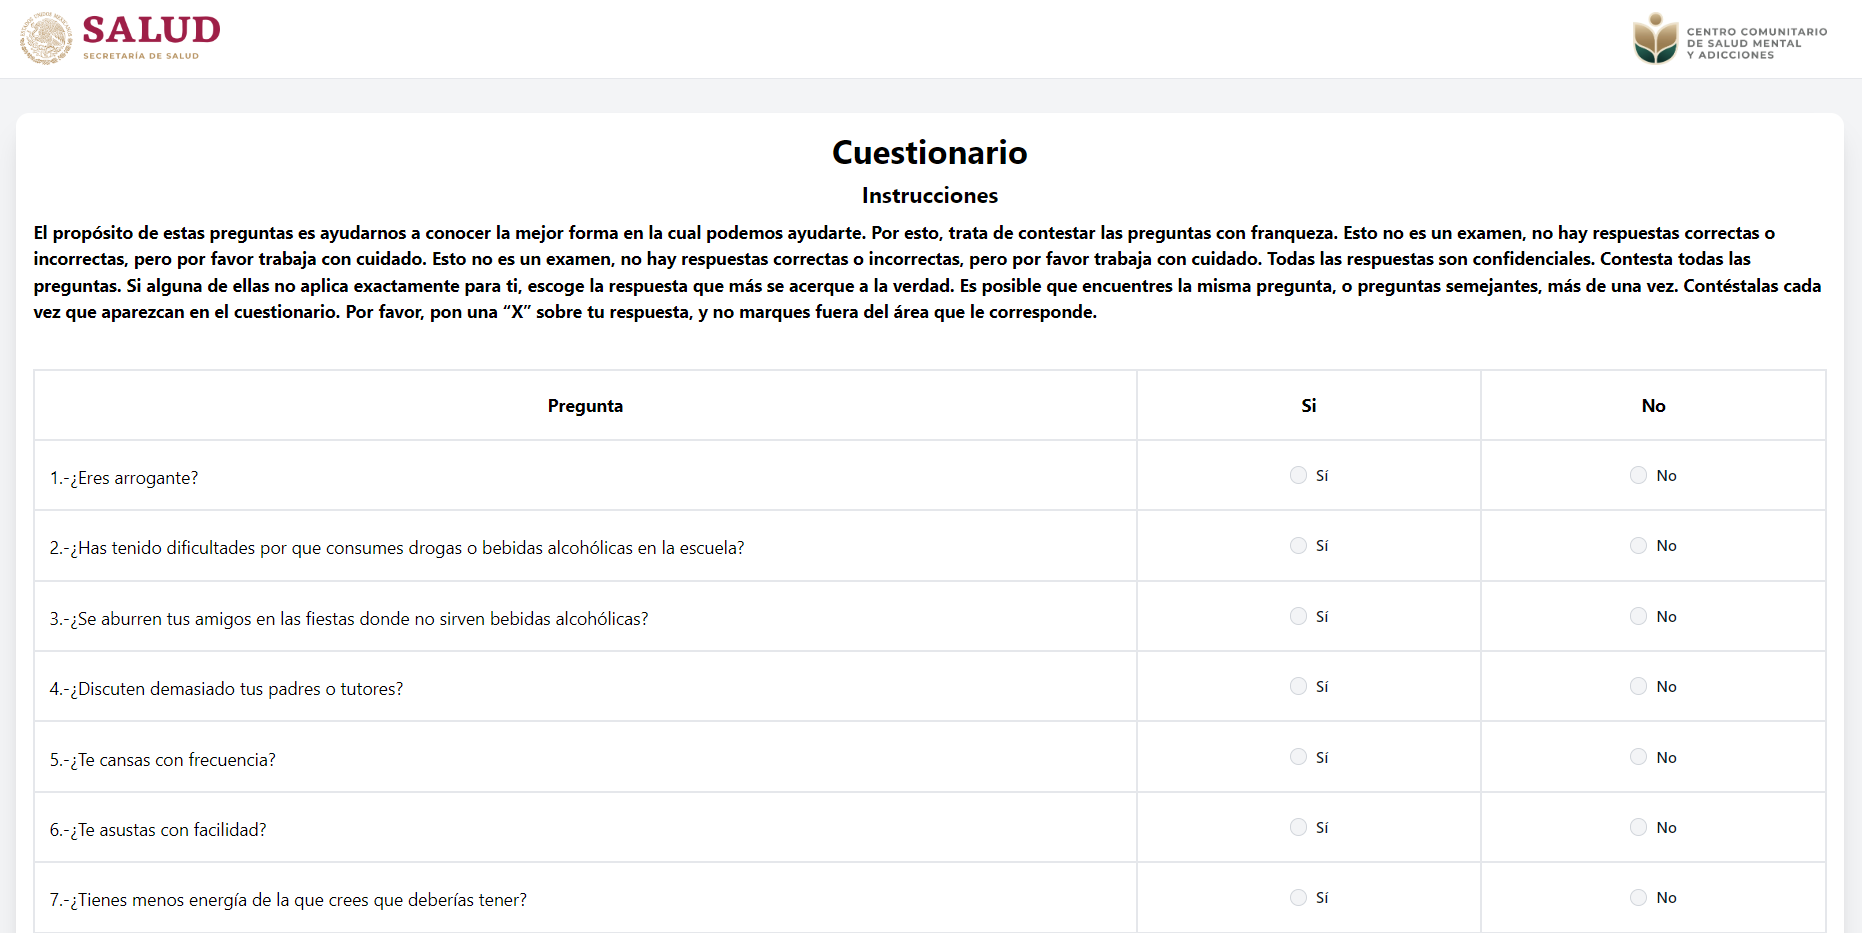 SALUD
SECRETARÍA DE SALUD
CENTRO COMUNITARIO
DE SALUD MENTAL
Y ADICCIONES
Cuestionario
Instrucciones
El propósito de estas preguntas es ayudarnos a conocer la mejor forma en la cual podemos ayudarte. Por esto, trata de contestar las preguntas con franqueza. Esto no es un examen, no hay respuestas correctas o
incorrectas, pero por favor trabaja con cuidado. Esto no es un examen, no hay respuestas correctas o incorrectas, pero por favor trabaja con cuidado. Todas las respuestas son confidenciales. Contesta todas las
preguntas. Si alguna de ellas no aplica exactamente para ti, escoge la respuesta que más se acerque a la verdad. Es posible que encuentres la misma pregunta, o preguntas semejantes, más de una vez. Contéstalas cada
vez que aparezcan en el cuestionario. Por favor, pon una “X” sobre tu respuesta, y no marques fuera del área que le corresponde.
Pregunta Si No
1.-¿Eres arrogante? Sí No
2.-¿Has tenido dificultades por que consumes drogas o bebidas alcohólicas en la escuela? Sí No
3.-¿Se aburren tus amigos en las fiestas donde no sirven bebidas alcohólicas? Sí No
4.-¿Discuten demasiado tus padres o tutores? Sí No
5.-¿Te cansas con frecuencia? Sí No
6.-¿Te asustas con facilidad? Sí No
7.-¿Tienes menos energía de la que crees que deberías tener? Sí No